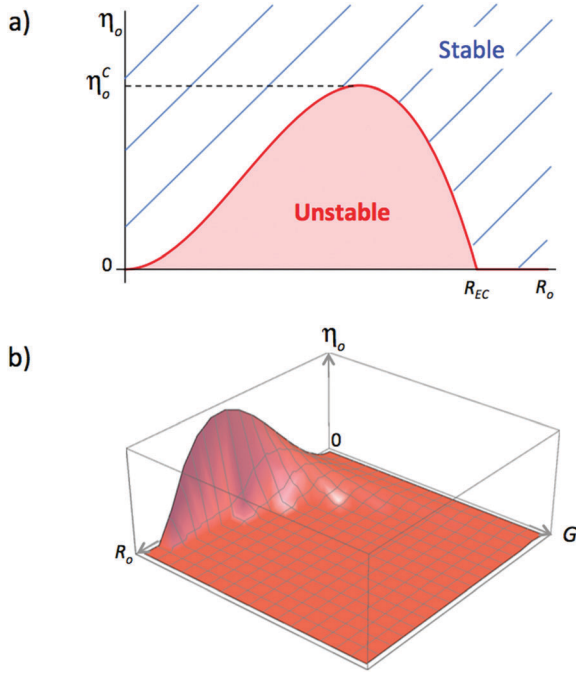 a)
ηₒ
Stable
ηₒᶜ
Unstable
0
R_EC
Rₒ
b)
ηₒ
0
G
Rₒ